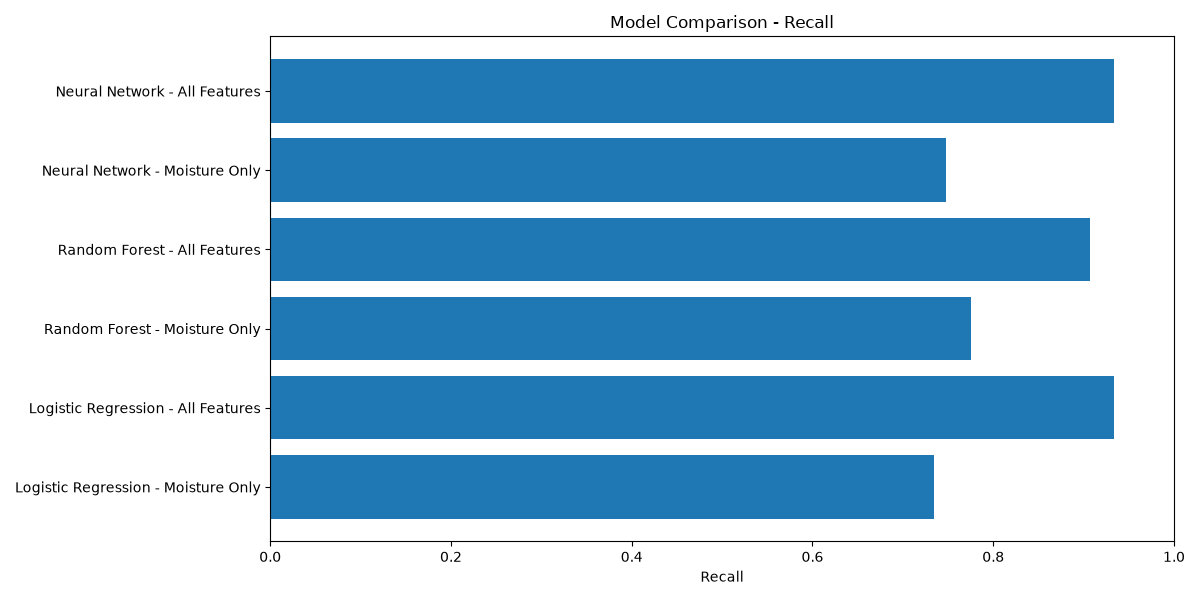 Model Comparison - Recall
Neural Network - All Features
Neural Network - Moisture Only
Random Forest - All Features
Random Forest - Moisture Only
Logistic Regression - All Features
Logistic Regression - Moisture Only
0.0 0.2 0.4 0.6 0.8 1.0
Recall